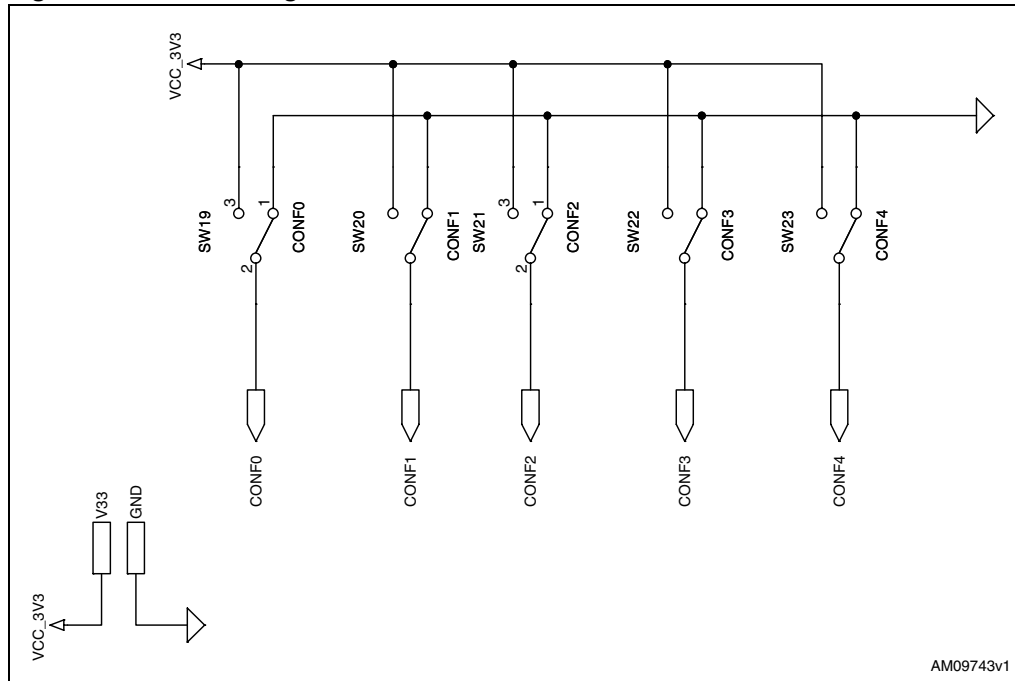 VCC_3V3
SW19
3
1
2
CONF0
SW20
CONF1
SW21
3
1
2
CONF2
SW22
CONF3
SW23
CONF4
CONF0
CONF1
CONF2
CONF3
CONF4
V33
GND
VCC_3V3
AM09743v1